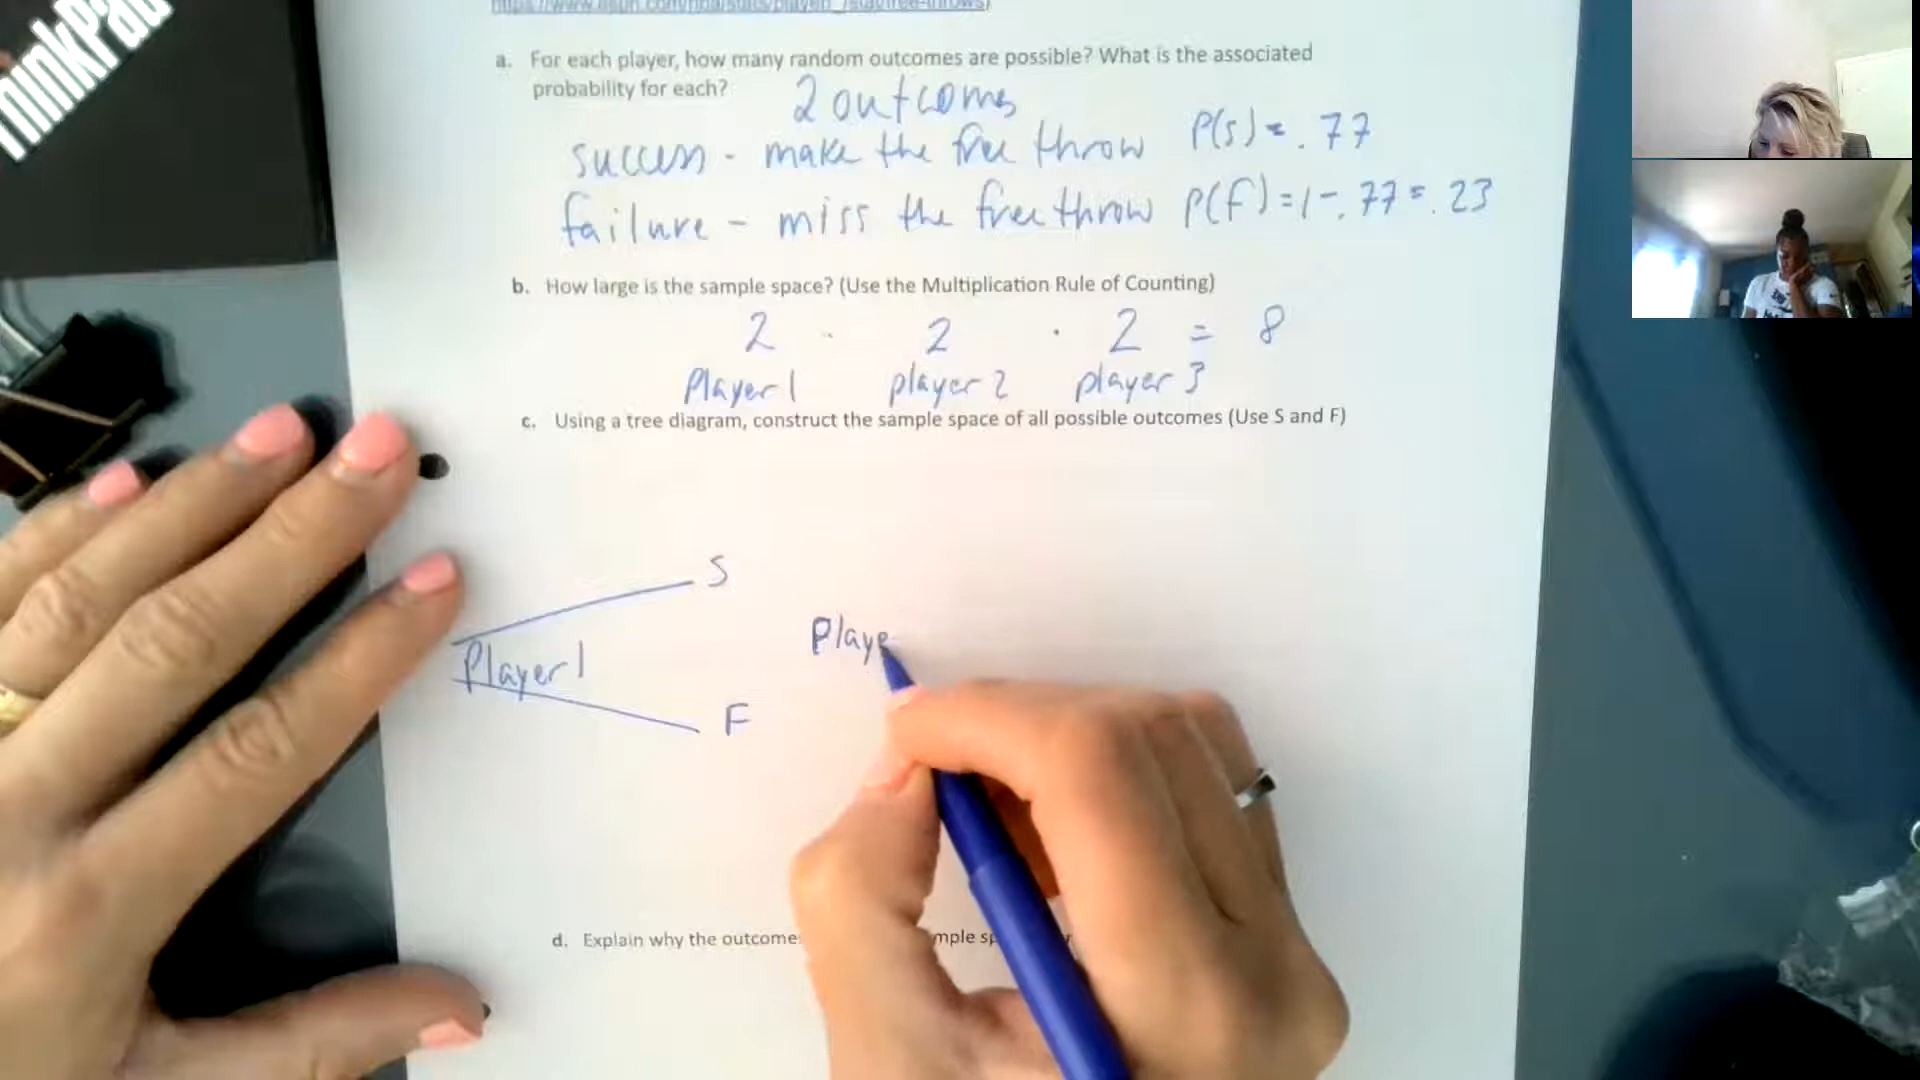 ThinkPad
a. For each player, how many random outcomes are possible? What is the associated
probability for each? 2 outcoms
success - make the free throw P(s) = .77
failure - miss the free throw P(F) = 1-.77 = .23
b. How large is the sample space? (Use the Multiplication Rule of Counting)
2 · 2 · 2 = 8
Player 1 player 2 player 3
c. Using a tree diagram, construct the sample space of all possible outcomes (Use S and F)
S
Playe
Player 1
F
d. Explain why the outcome